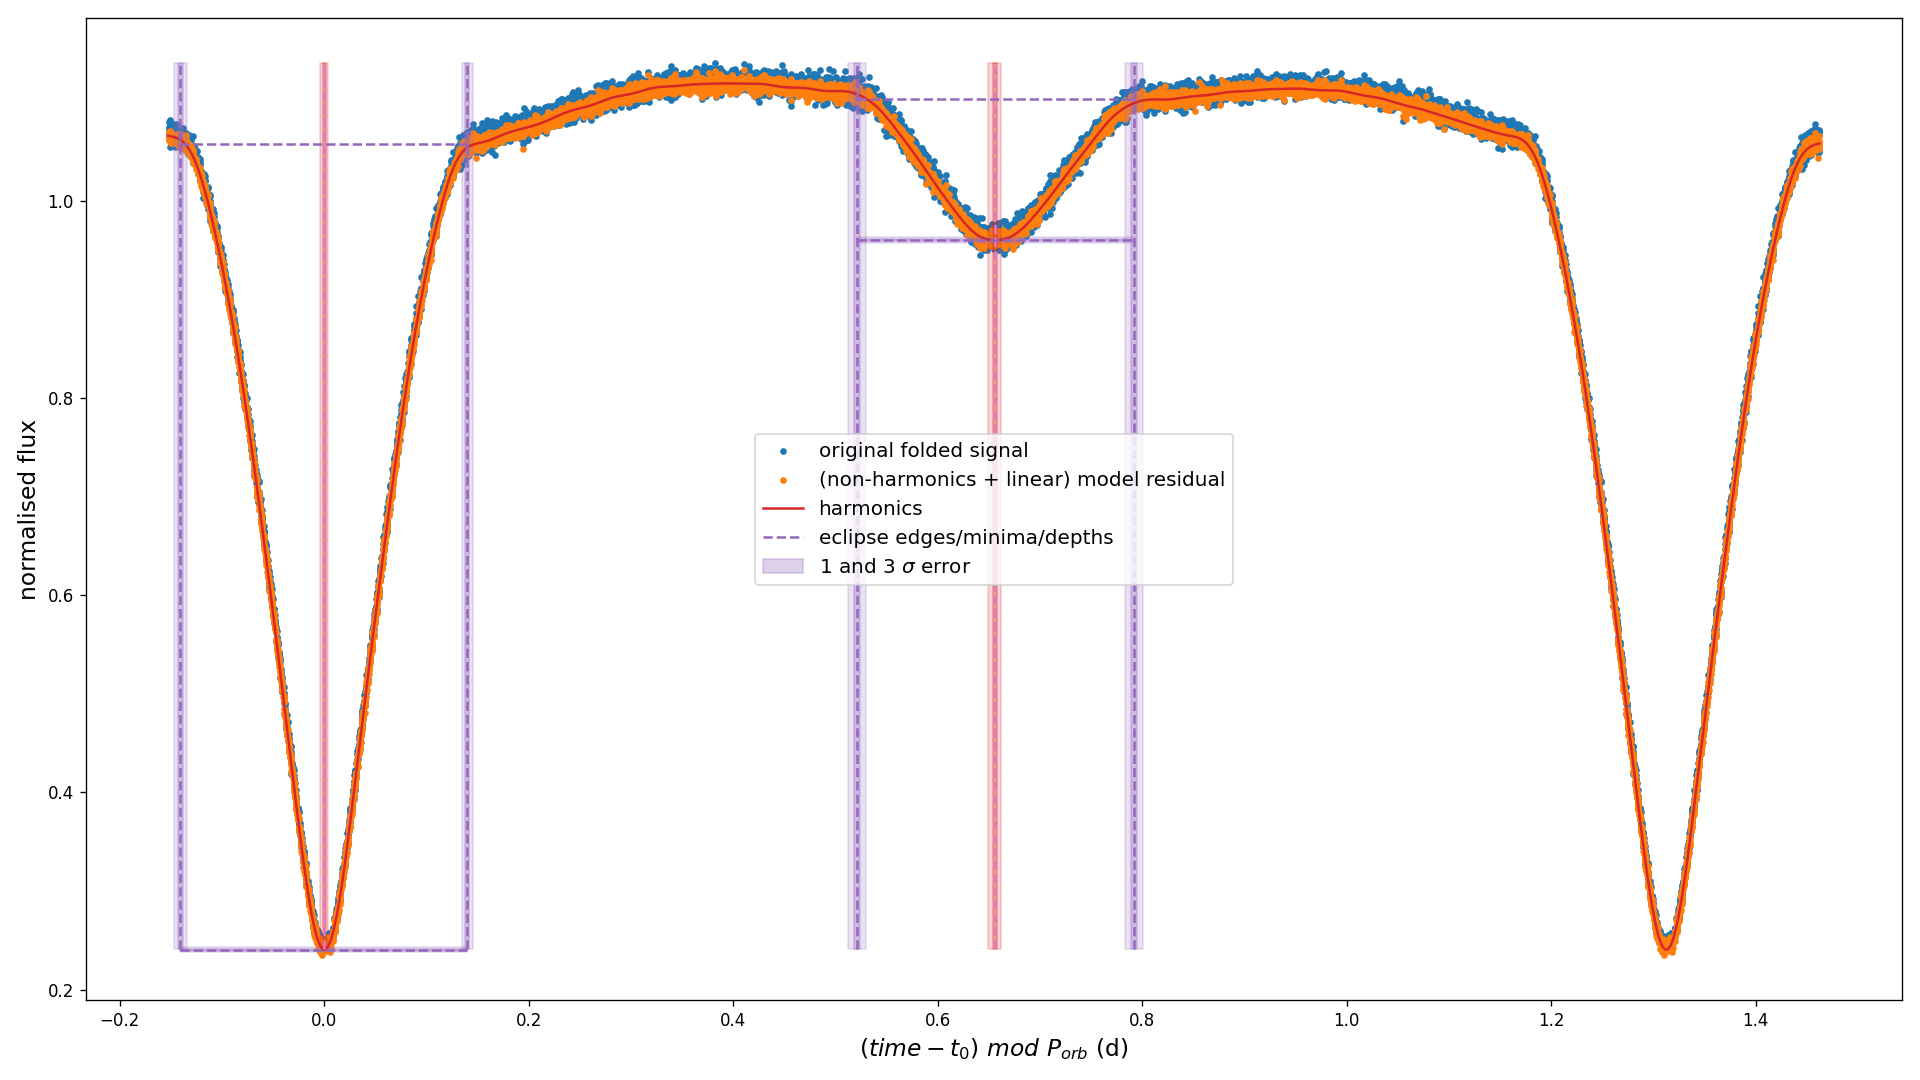 normalised flux
1.0
0.8
0.6
0.4
0.2
original folded signal
(non-harmonics + linear) model residual
harmonics
eclipse edges/minima/depths
1 and 3 σ error
−0.2 0.0 0.2 0.4 0.6 0.8 1.0 1.2 1.4
(time − t₀) mod Pₒᵣb (d)